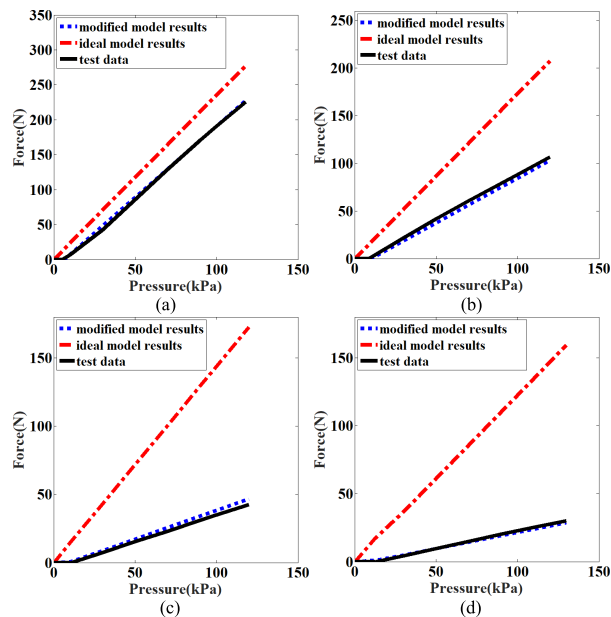 350
300
250
200
150
100
50
0
Force(N)
modified model results
ideal model results
test data
0
50
100
150
Pressure(kPa)
(a)
250
200
150
100
50
0
Force(N)
modified model results
ideal model results
test data
0
50
100
150
Pressure(kPa)
(b)
150
100
50
0
Force(N)
modified model results
ideal model results
test data
0
50
100
150
Pressure(kPa)
(c)
150
100
50
0
Force(N)
modified model results
ideal model results
test data
0
50
100
150
Pressure(kPa)
(d)